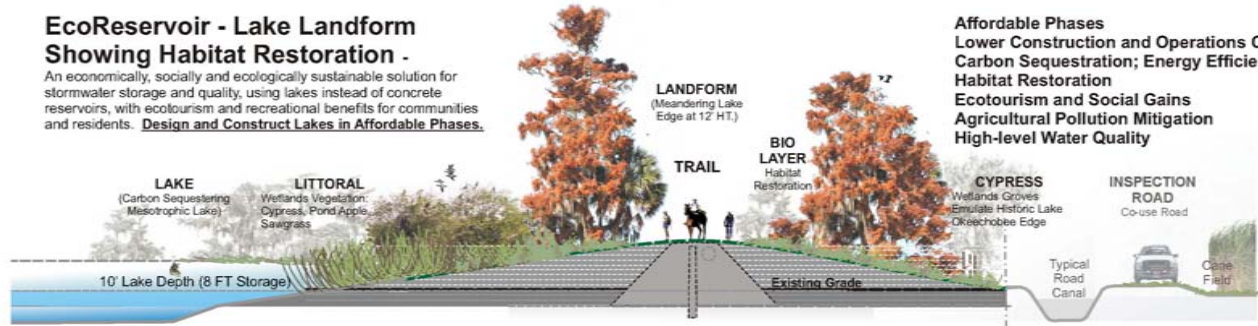 EcoReservoir - Lake Landform
Showing Habitat Restoration -
An economically, socially and ecologically sustainable solution for
stormwater storage and quality, using lakes instead of concrete
reservoirs, with ecotourism and recreational benefits for communities
and residents. Design and Construct Lakes in Affordable Phases.
Affordable Phases
Lower Construction and Operations
Carbon Sequestration; Energy
Habitat Restoration
Ecotourism and Social Gains
Agricultural Pollution Mitigation
High-level Water Quality
LANDFORM
(Meandering Lake
Edge at 12' HT.)
TRAIL
BIO
LAYER
Habitat
Restoration
LAKE
(Carbon Sequestering
Mesotrophic Lake)
LITTORAL
Wetlands Vegetation:
Cypress, Pond Apple,
Sawgrass
CYPRESS
Wetlands Groves
Emulate Historic Lake
Okeechobee Edge
INSPECTION
ROAD
Co-use Road
10' Lake Depth (8 FT Storage)
Existing Grade
Typical
Road
Canal
Cane
Field